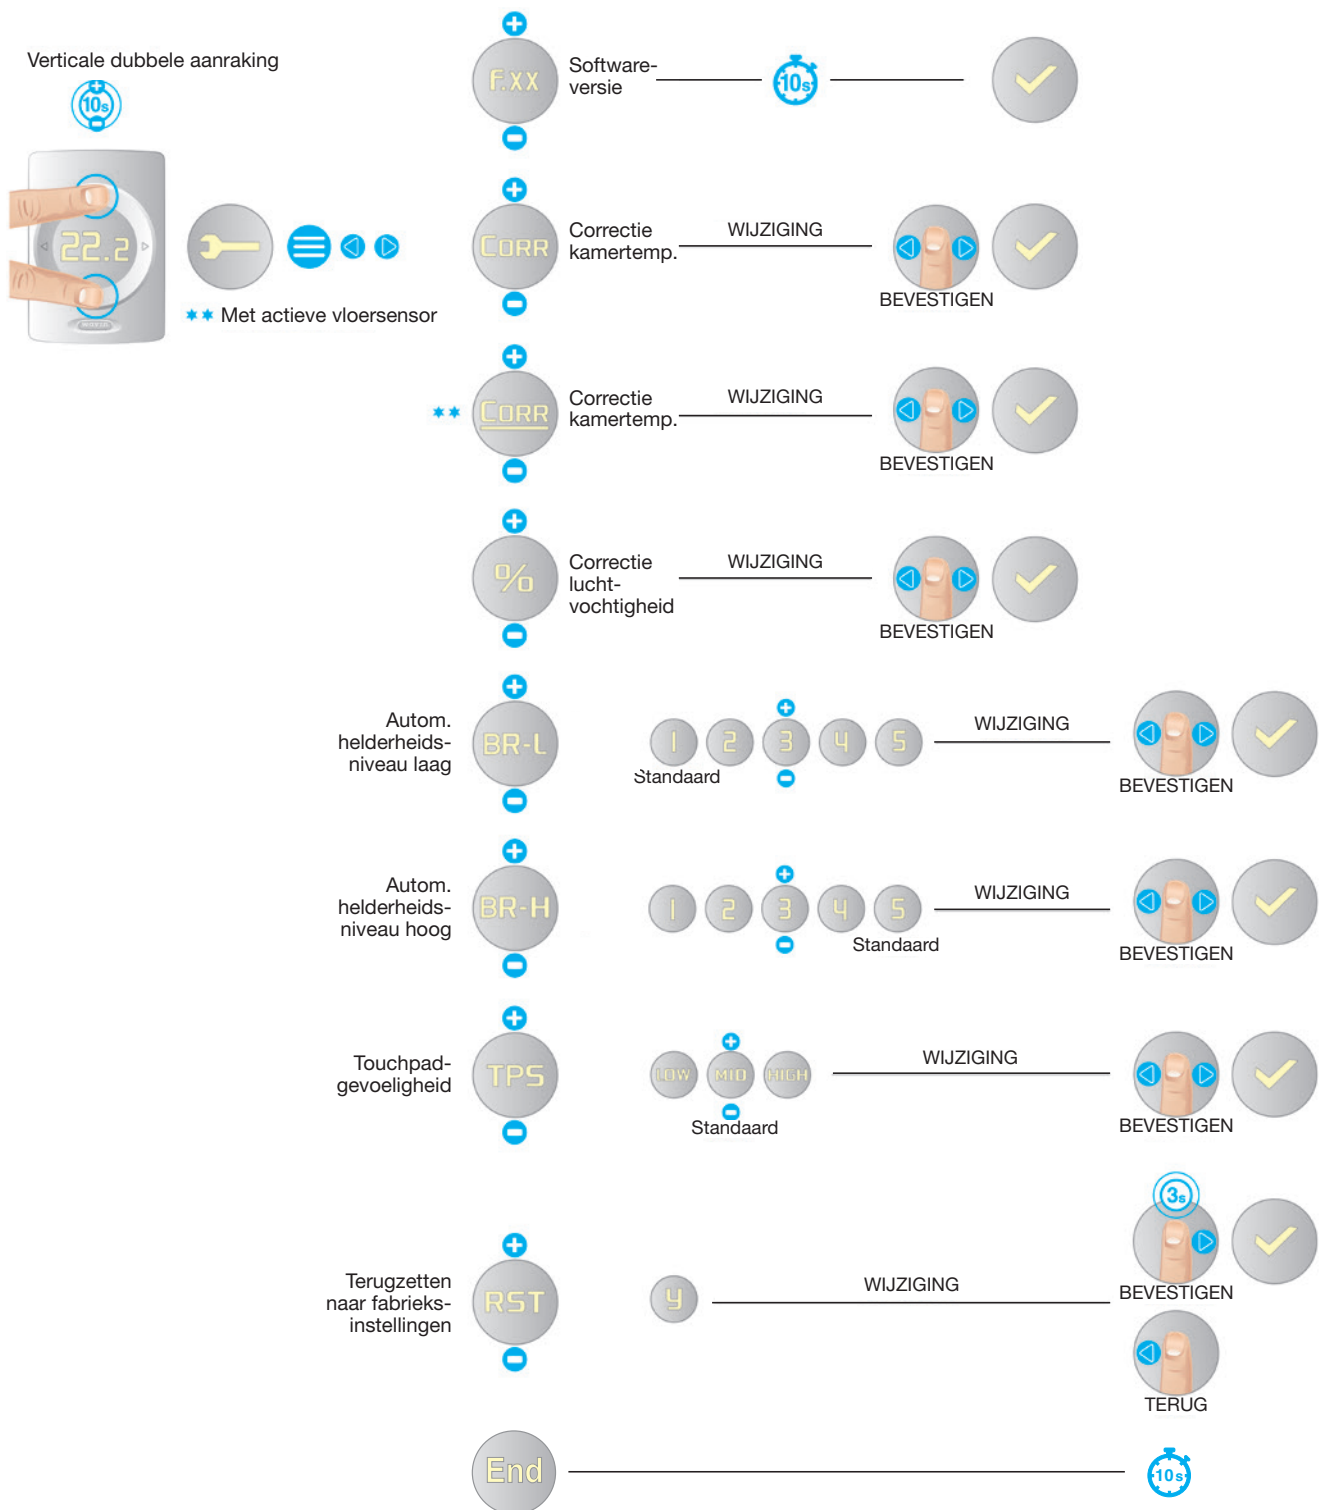 Verticale dubbele aanraking
10s
22.2
** Met actieve vloersensor
F.XX
Software-
versie
10s
CORR
Correctie
kamertemp.
WIJZIGING
BEVESTIGEN
**
CORR
Correctie
kamertemp.
WIJZIGING
BEVESTIGEN
%
Correctie
lucht-
vochtigheid
WIJZIGING
BEVESTIGEN
Autom.
helderheids-
niveau laag
BR-L
1 2 3 4 5
Standaard
WIJZIGING
BEVESTIGEN
Autom.
helderheids-
niveau hoog
BR-H
1 2 3 4 5
Standaard
WIJZIGING
BEVESTIGEN
Touchpad-
gevoeligheid
TPS
LOW MID HIGH
Standaard
WIJZIGING
BEVESTIGEN
Terugzetten
naar fabrieks-
instellingen
RST
y
WIJZIGING
3s
BEVESTIGEN
TERUG
End
10s